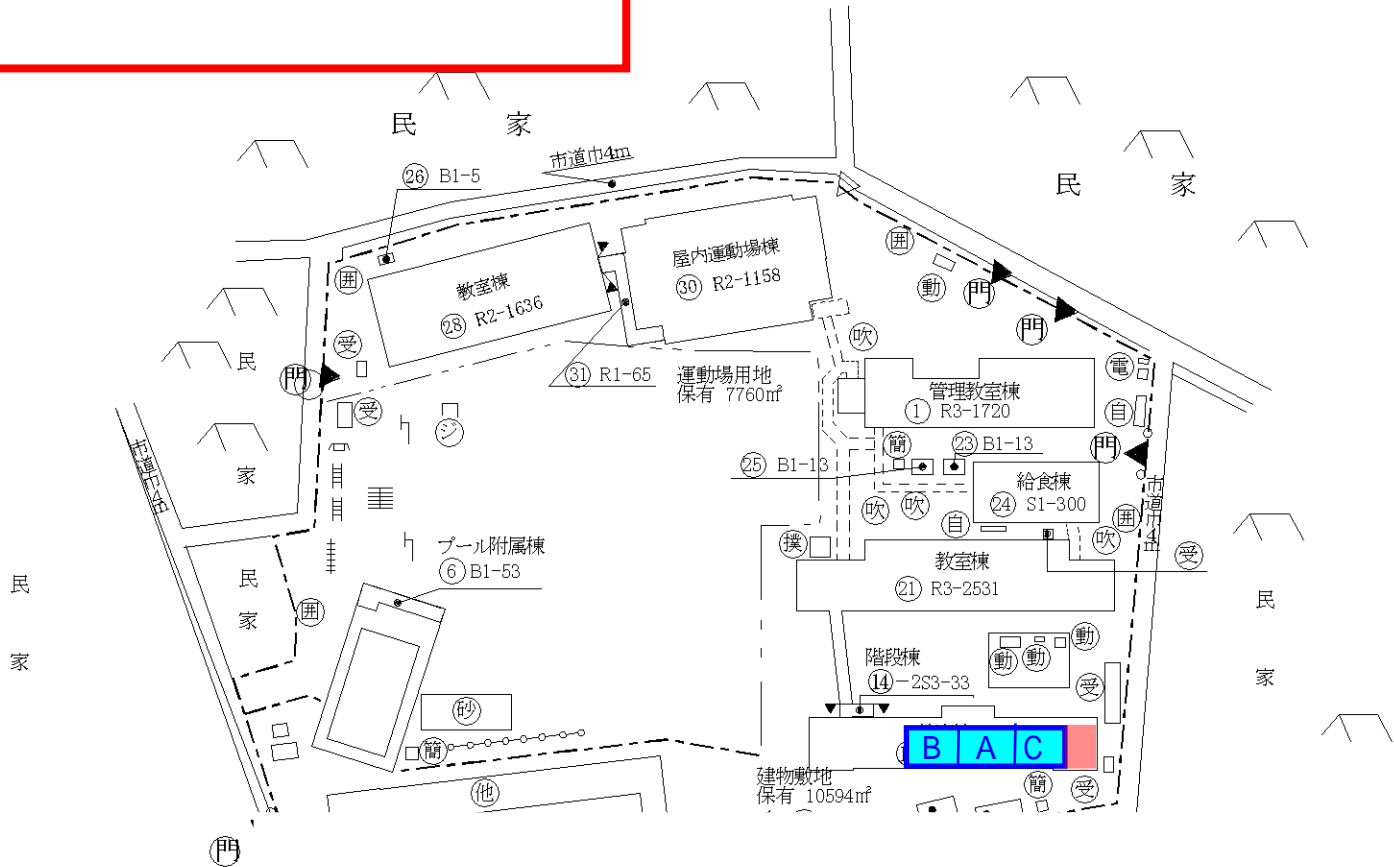 民 家
市道巾4m
㉖ B1-5
民 家
囲
教室棟
㉘ R2-1636
屋内運動場棟
㉚ R2-1158
囲
動
門
門
受
民
家
門
受
ジ
㉛ R1-65
運動場用地
保有 7760㎡
吹
管理教室棟
① R3-1720
電
自
門
簡
㉓ B1-13
㉕ B1-13
給食棟
㉔ S1-300
吹
吹
自
吹
囲
市道巾4m
受
市道巾4m
撲
教室棟
㉑ R3-2531
プール附属棟
⑥ B1-53
民
家
民
家
囲
民
家
階段棟
⑭-2S3-33
動
動
動
受
砂
簡
B A C
建物敷地
保有 10594㎡
他
簡
受
門